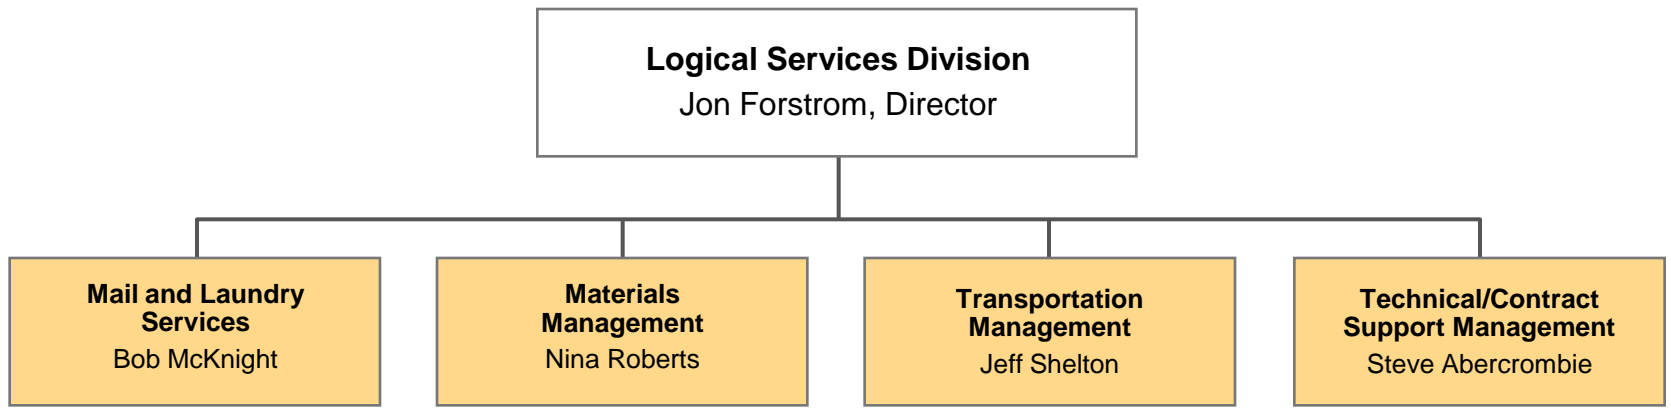 Logical Services Division
Jon Forstrom, Director
Mail and Laundry
Services
Bob McKnight
Materials
Management
Nina Roberts
Transportation
Management
Jeff Shelton
Technical/Contract
Support Management
Steve Abercrombie